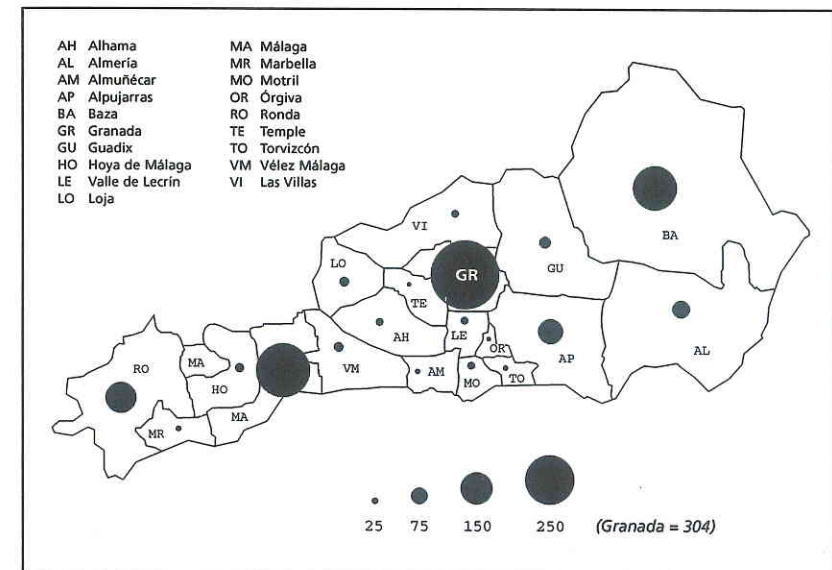 AH Alhama
AL Almería
AM Almuñécar
AP Alpujarras
BA Baza
GR Granada
GU Guadix
HO Hoya de Málaga
LE Valle de Lecrín
LO Loja
MA Málaga
MR Marbella
MO Motril
OR Órgiva
RO Ronda
TE Temple
TO Torvizcón
VM Vélez Málaga
VI Las Villas
VI
BA
LO
GR
GU
TE
AH
LE
OR
AP
AL
RO
MA
HO
VM
AM
MO
TO
MR
MA
25 75 150 250 (Granada = 304)